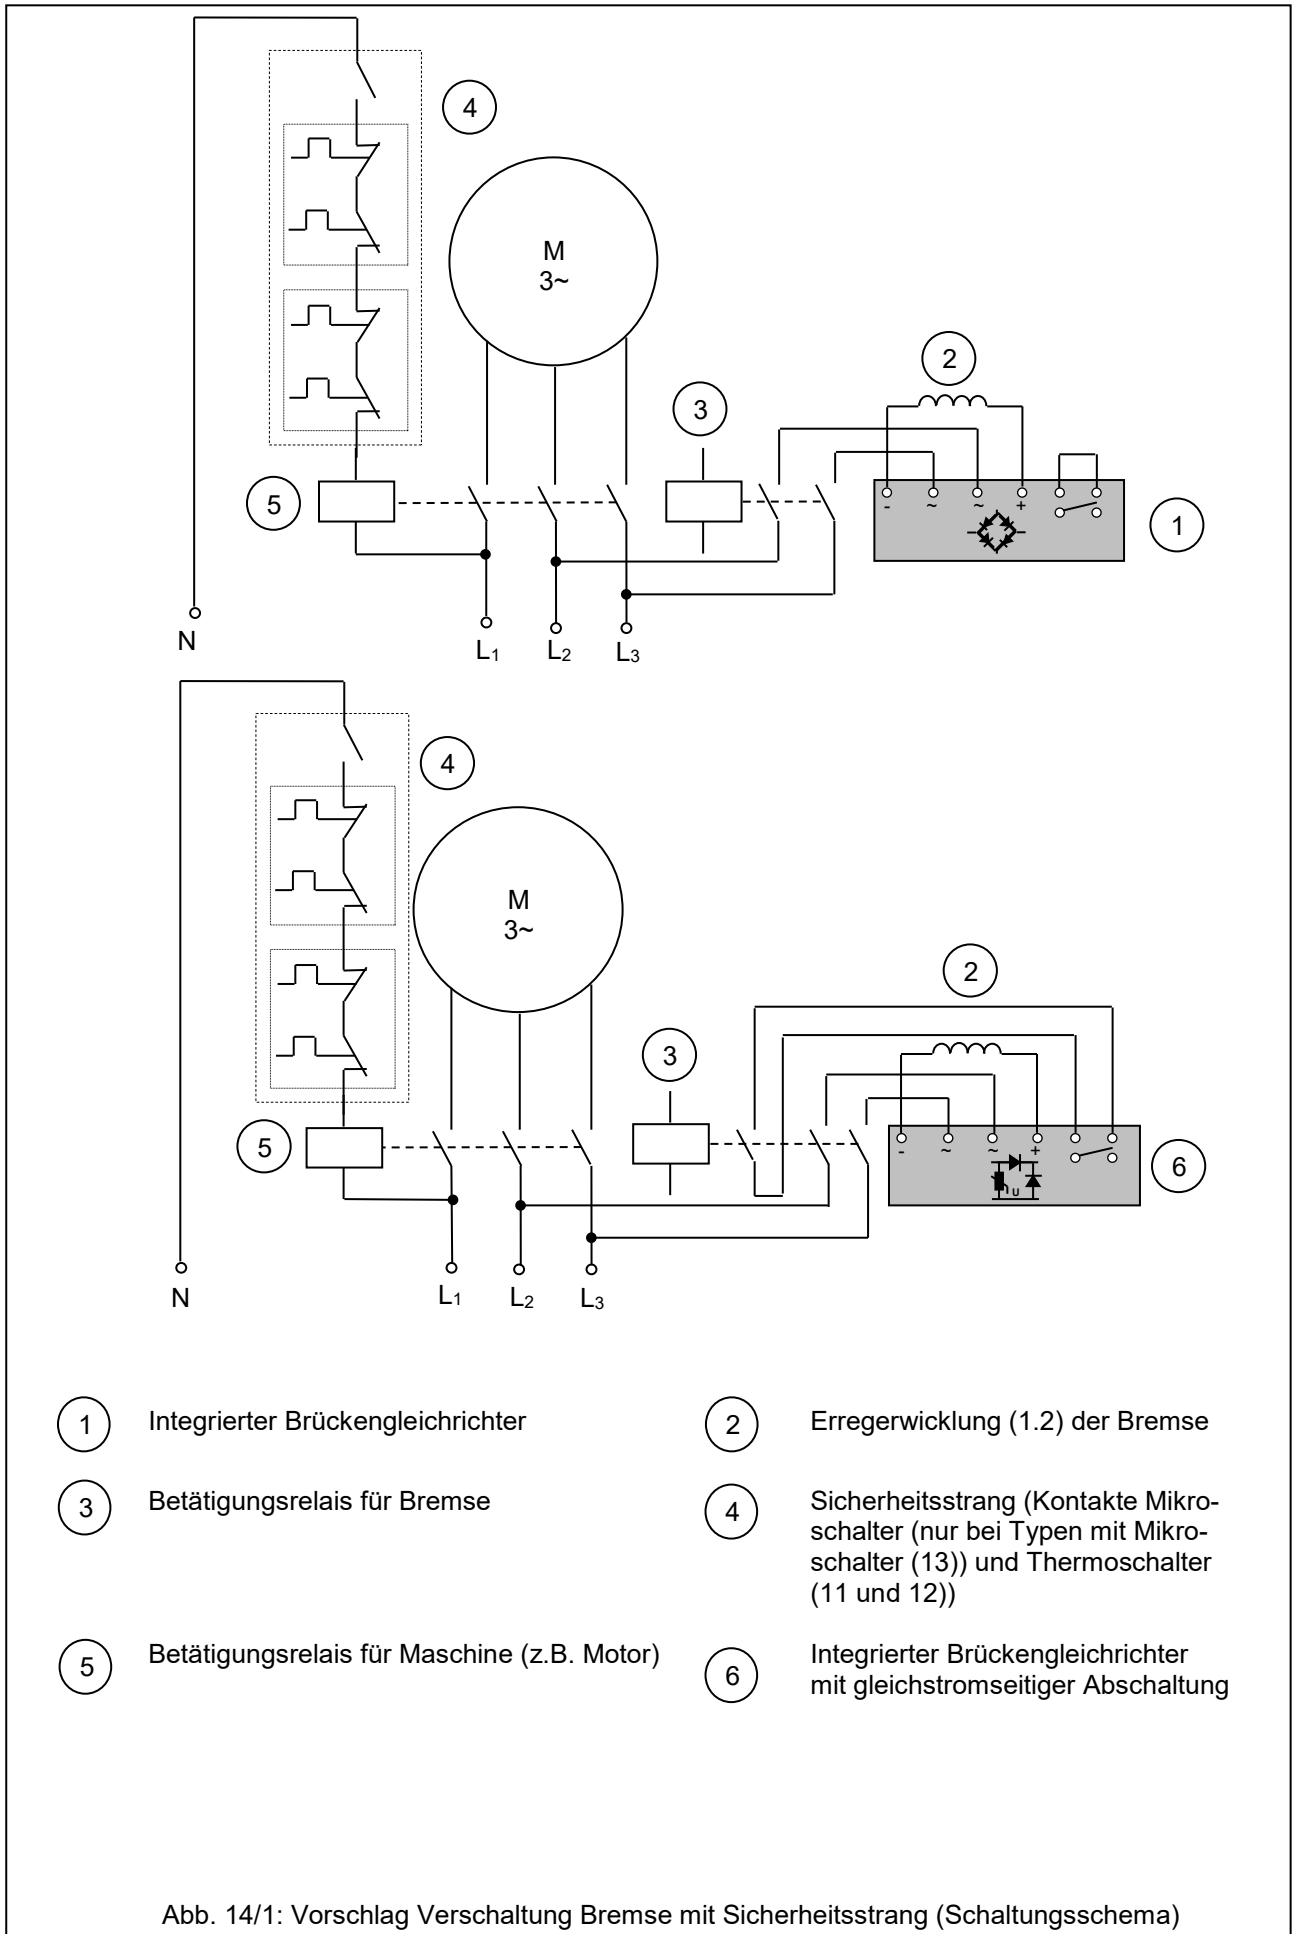 4
M
3~
2
3
5
- ~ ~ +
1
N
L₁ L₂ L₃
4
M
3~
2
3
5
- ~ ~ +
U
6
N
L₁ L₂ L₃
1 Integrierter Brückengleichrichter
2 Erregerwicklung (1.2) der Bremse
3 Betätigungsrelais für Bremse
4 Sicherheitsstrang (Kontakte Mikro-
schalter (nur bei Typen mit Mikro-
schalter (13)) und Thermoschalter
(11 und 12))
5 Betätigungsrelais für Maschine (z.B. Motor)
6 Integrierter Brückengleichrichter
mit gleichstromseitiger Abschaltung
Abb. 14/1: Vorschlag Verschaltung Bremse mit Sicherheitsstrang (Schaltungsschema)